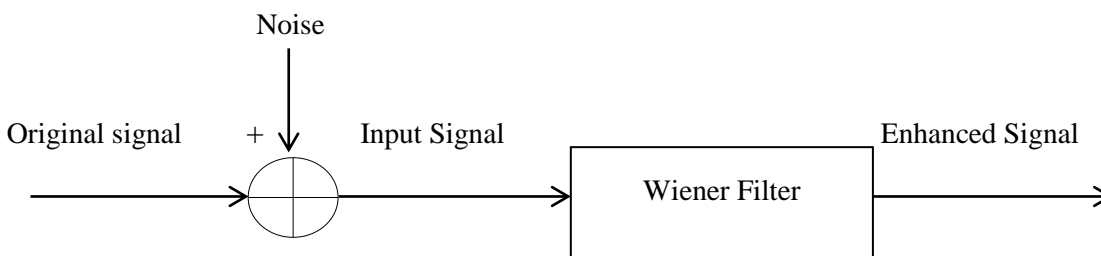 Noise
Original signal
+
Input Signal
Enhanced Signal
Wiener Filter